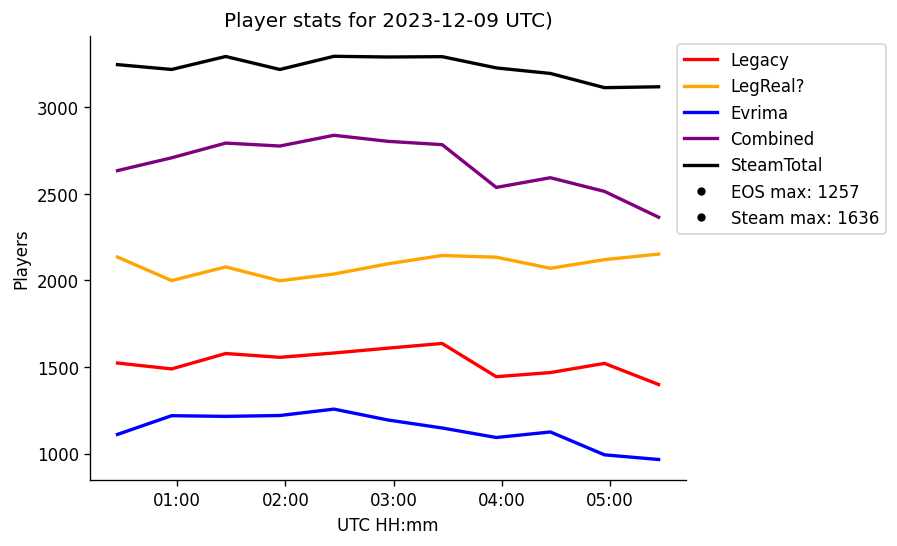 Player stats for 2023-12-09 UTC)
Legacy
LegReal?
Evrima
Combined
SteamTotal
EOS max: 1257
Steam max: 1636
Players
3000
2500
2000
1500
1000
01:00
02:00
03:00
04:00
05:00
UTC HH:mm